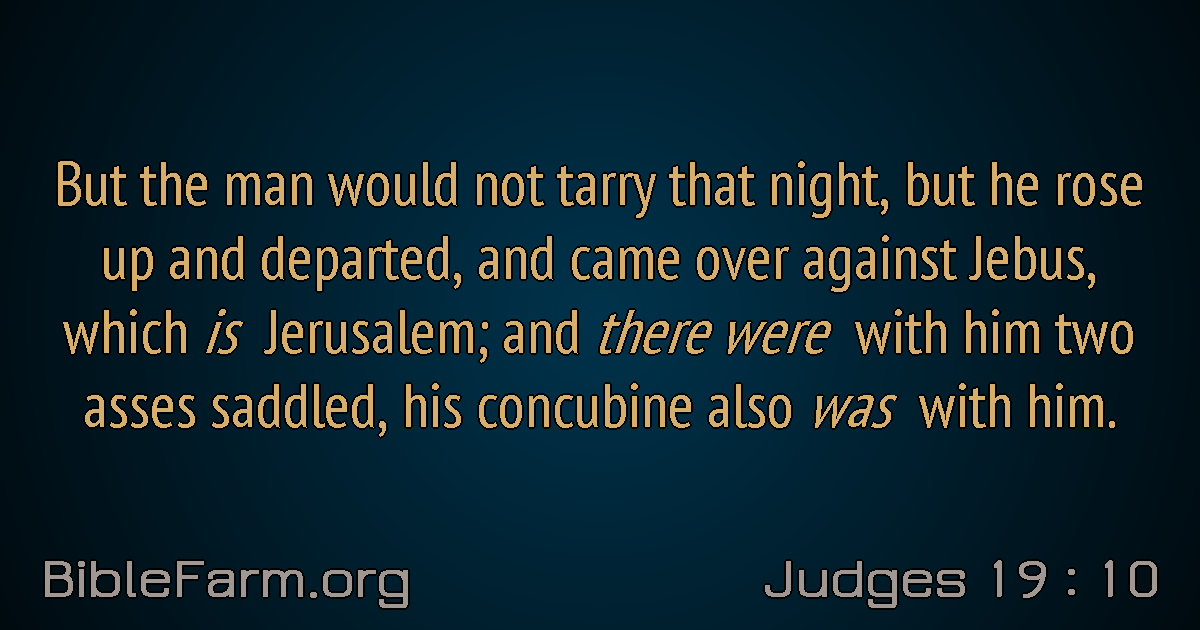 But the man would not tarry that night, but he rose
up and departed, and came over against Jebus,
which is Jerusalem; and there were with him two
asses saddled, his concubine also was with him.
BibleFarm.org
Judges 19 : 10